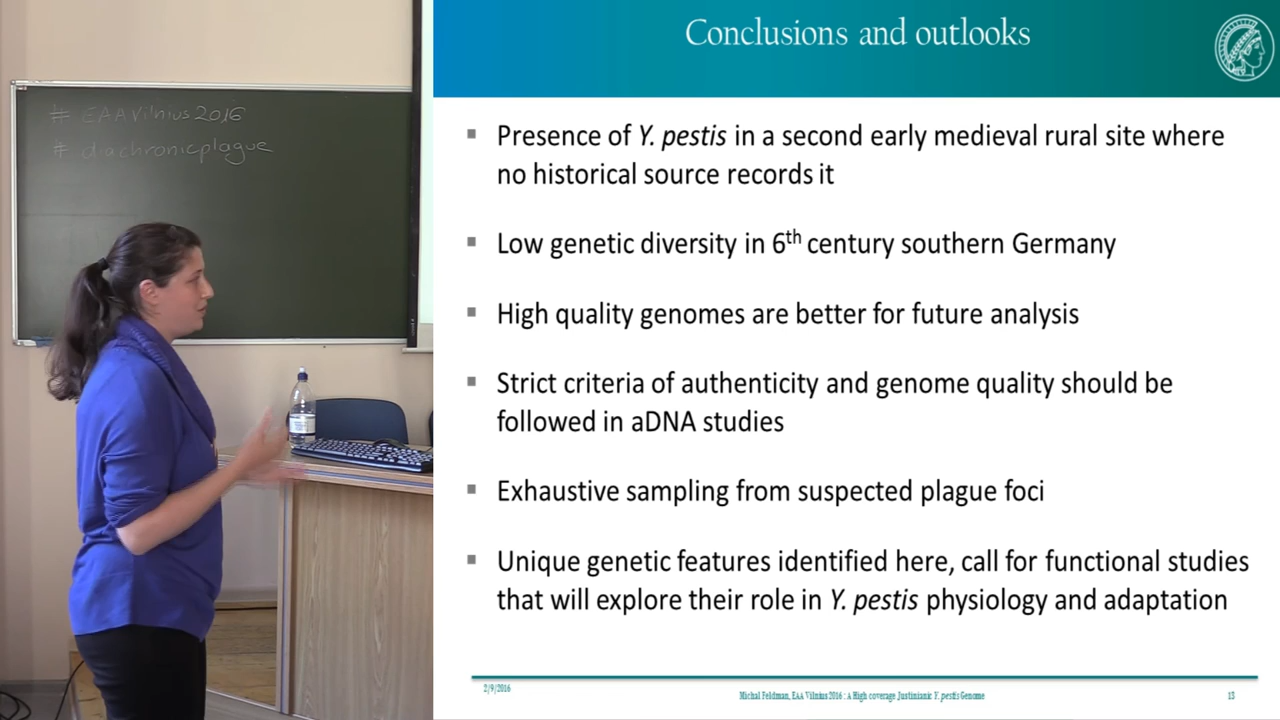 # EAAVilnius2016
# diachronicplague
Conclusions and outlooks
▪ Presence of Y. pestis in a second early medieval rural site where
no historical source records it
▪ Low genetic diversity in 6th century southern Germany
▪ High quality genomes are better for future analysis
▪ Strict criteria of authenticity and genome quality should be
followed in aDNA studies
▪ Exhaustive sampling from suspected plague foci
▪ Unique genetic features identified here, call for functional studies
that will explore their role in Y. pestis physiology and adaptation
2/9/2016
Michal Feldman, EAA Vilnius 2016 : A High coverage Justinianic Y. pestis Genome
13